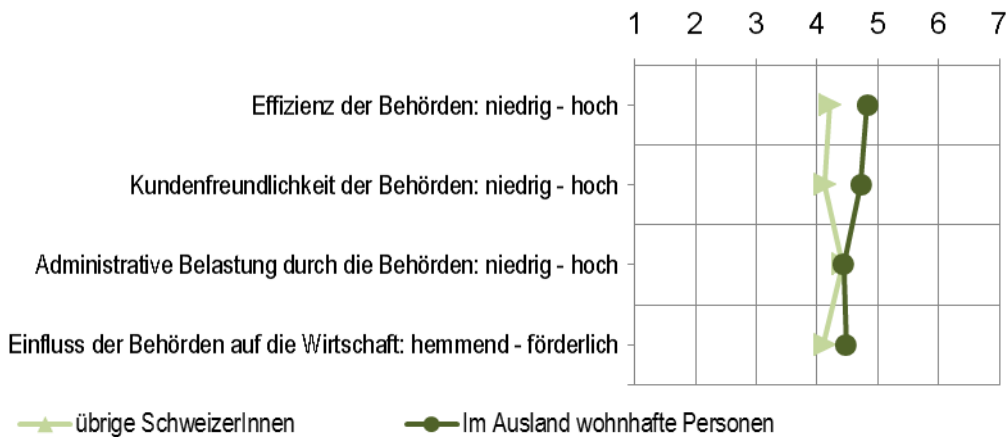 1 2 3 4 5 6 7
Effizienz der Behörden: niedrig - hoch
Kundenfreundlichkeit der Behörden: niedrig - hoch
Administrative Belastung durch die Behörden: niedrig - hoch
Einfluss der Behörden auf die Wirtschaft: hemmend - förderlich
übrige SchweizerInnen Im Ausland wohnhafte Personen